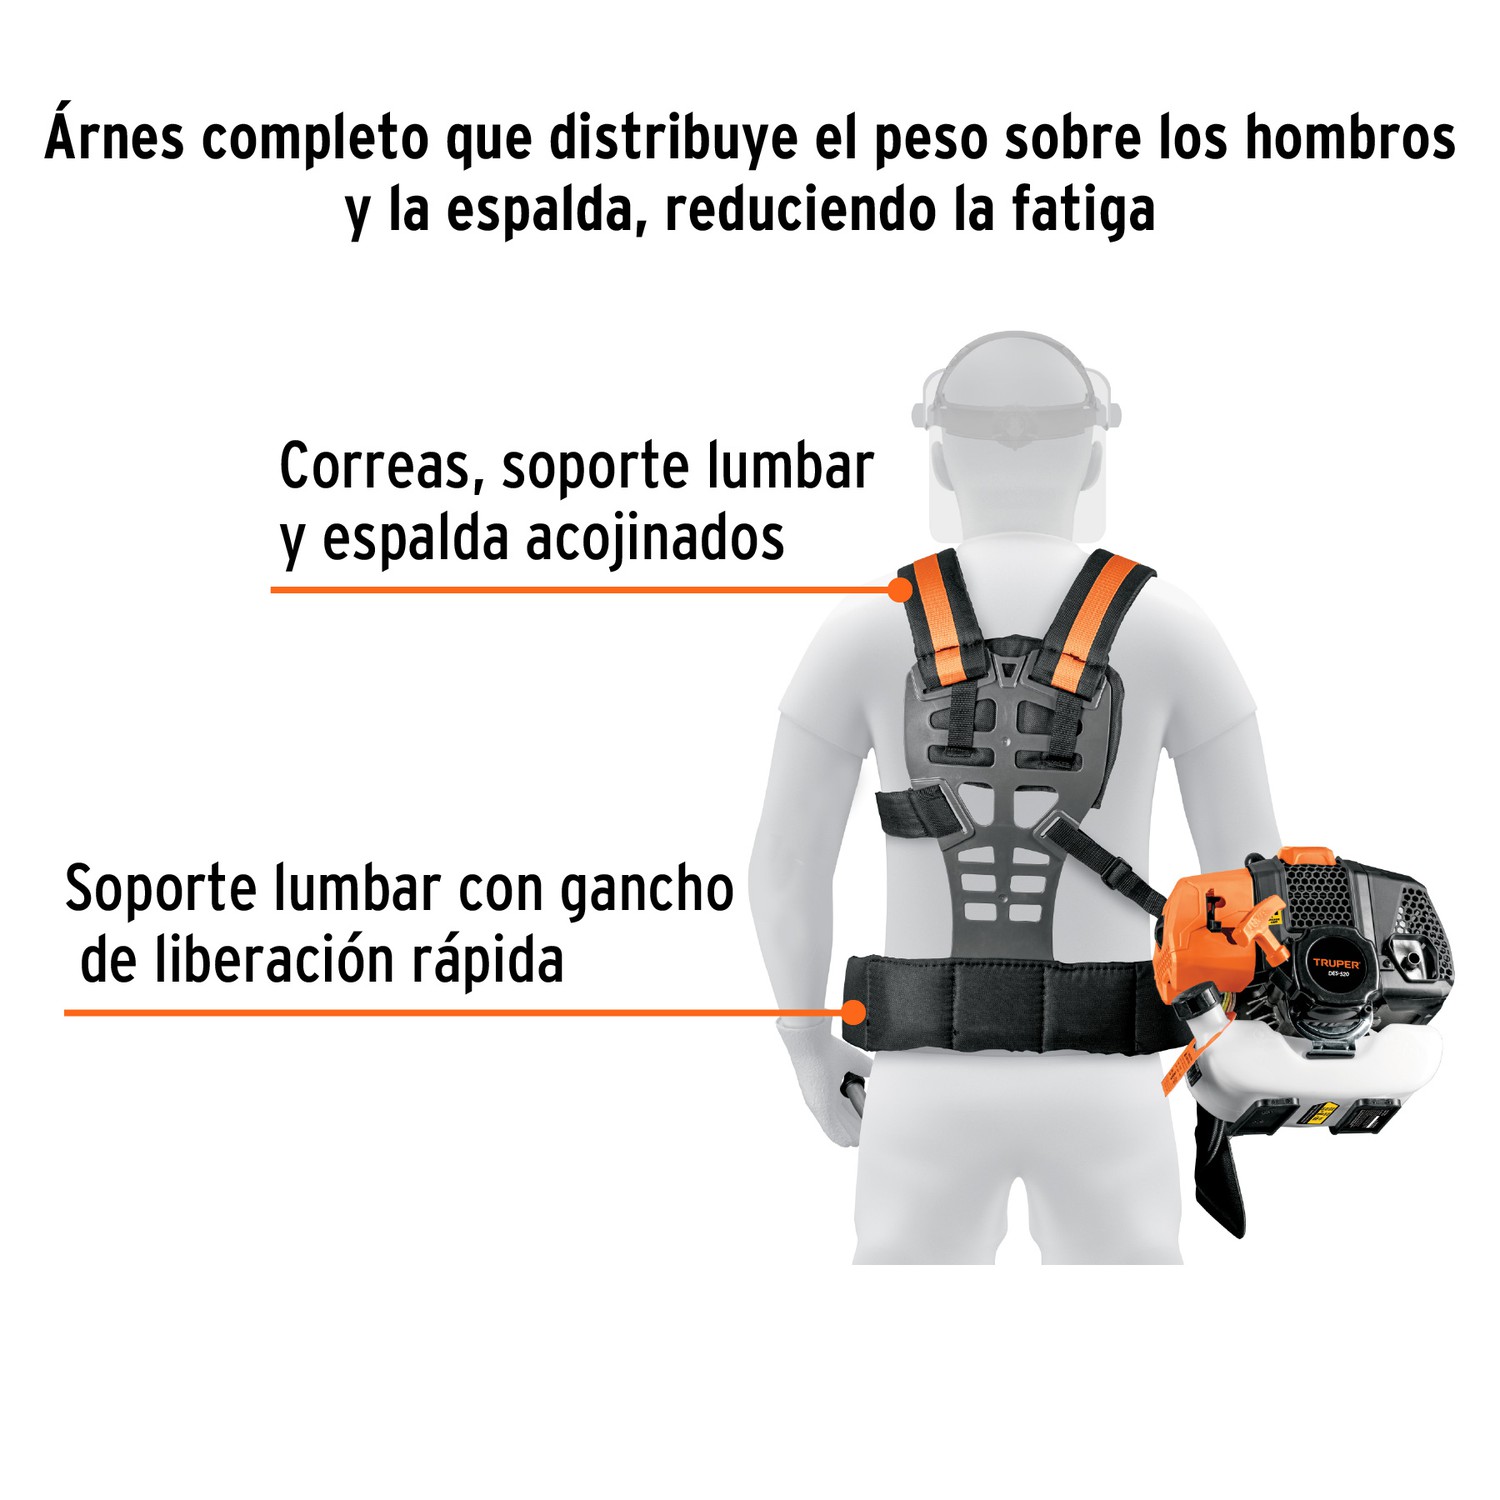 Árnes completo que distribuye el peso sobre los hombros
y la espalda, reduciendo la fatiga
Correas, soporte lumbar
y espalda acojinados
Soporte lumbar con gancho
de liberación rápida
TRUPER
DES-520